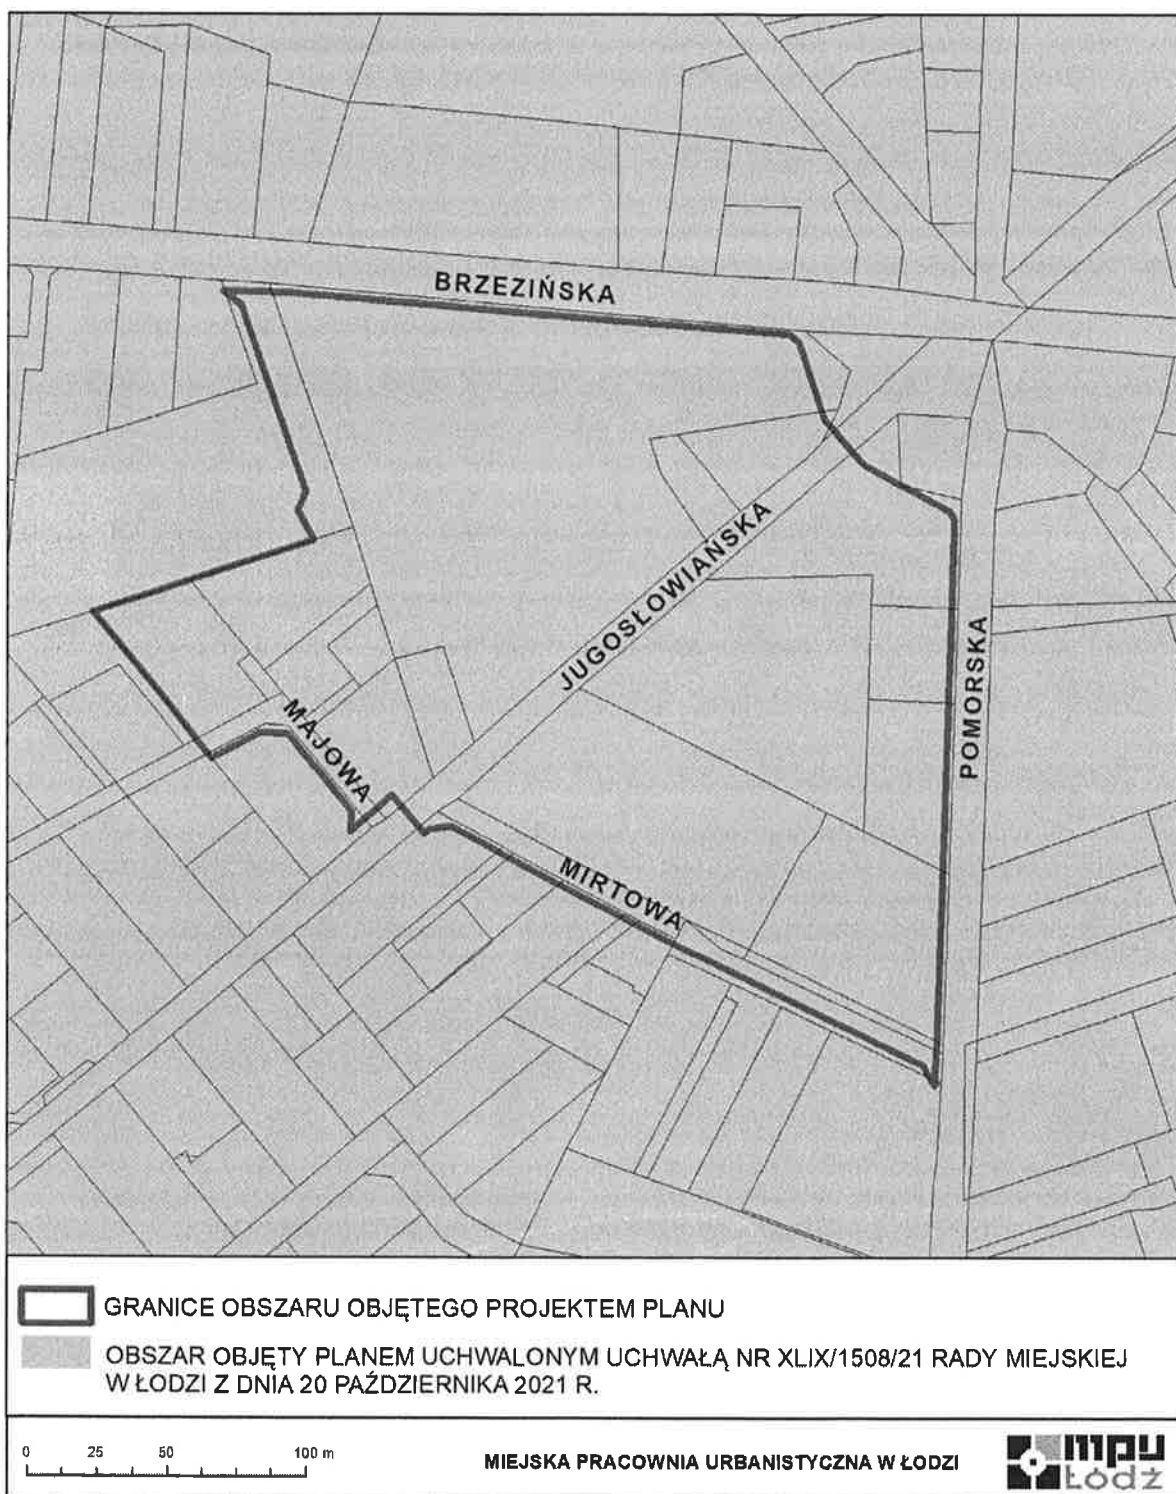 BRZEZIŃSKA
JUGOSŁOWIAŃSKA
POMORSKA
MAJOWA
MIRTOWA
GRANICE OBSZARU OBJĘTEGO PROJEKTEM PLANU
OBSZAR OBJĘTY PLANEM UCHWALONYM UCHWAŁĄ NR XLIX/1508/21 RADY MIEJSKIEJ
W ŁODZI Z DNIA 20 PAŹDZIERNIKA 2021 R.
0 25 50 100 m
MIEJSKA PRACOWNIA URBANISTYCZNA W ŁODZI
mpu
Łódź